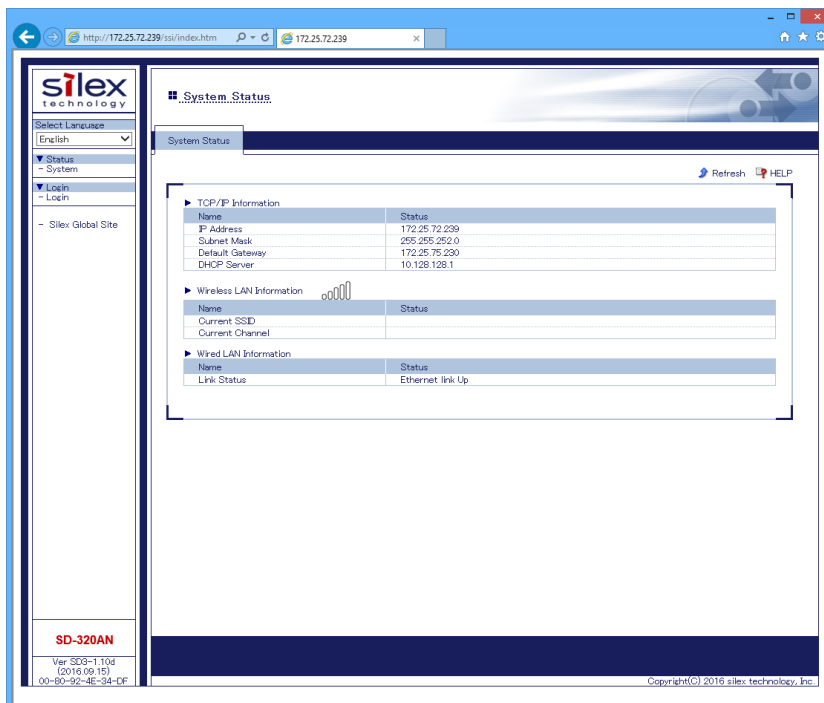 http://172.25.72.239/ssi/index.htm
172.25.72.239
silex
technology
Select Language
English
▼ Status
- System
▼ Login
- Login
- Silex Global Site
SD-320AN
Ver SD3-1.10d
(2016.09.15)
00-80-92-4E-34-DF
System Status
System Status
Refresh HELP
TCP/IP Information
Name Status
IP Address 172.25.72.239
Subnet Mask 255.255.252.0
Default Gateway 172.25.75.230
DHCP Server 10.128.128.1
Wireless LAN Information
Name Status
Current SSID
Current Channel
Wired LAN Information
Name Status
Link Status Ethernet link Up
Copyright(C) 2016 silex technology, Inc.